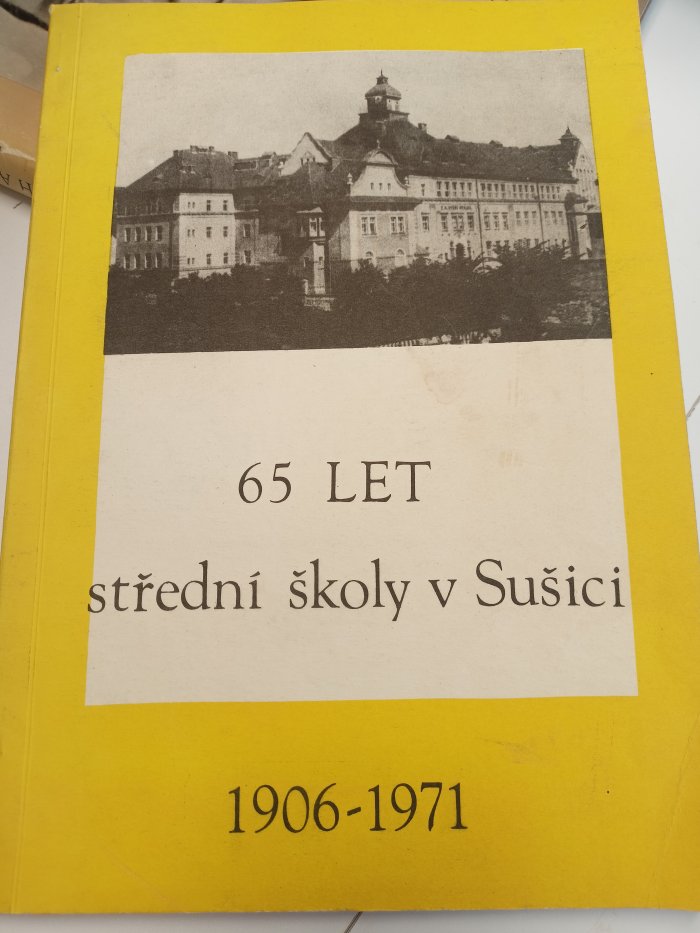 65 LET
střední školy v Sušici
1906-1971